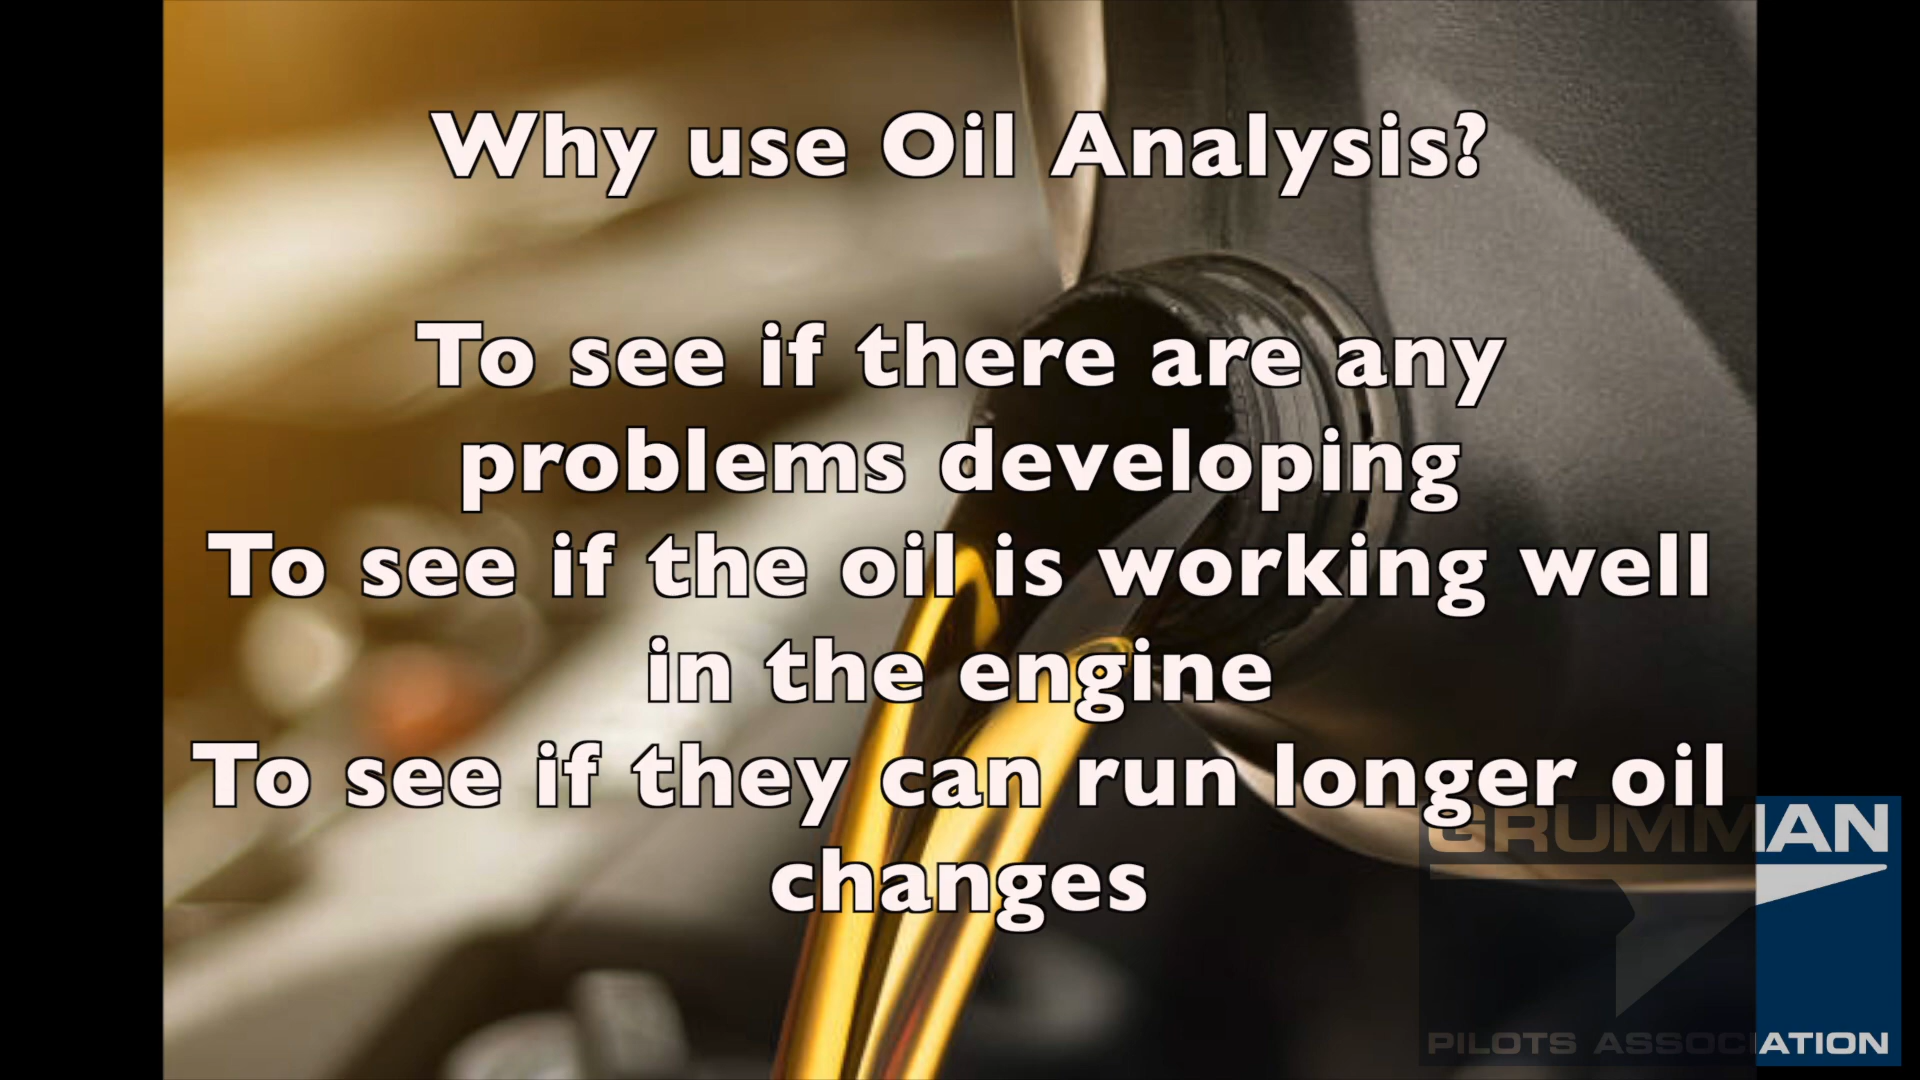 Why use Oil Analysis?
To see if there are any
problems developing
To see if the oil is working well
in the engine
To see if they can run longer oil
changes
GRUMMAN
PILOTS ASSOCIATION